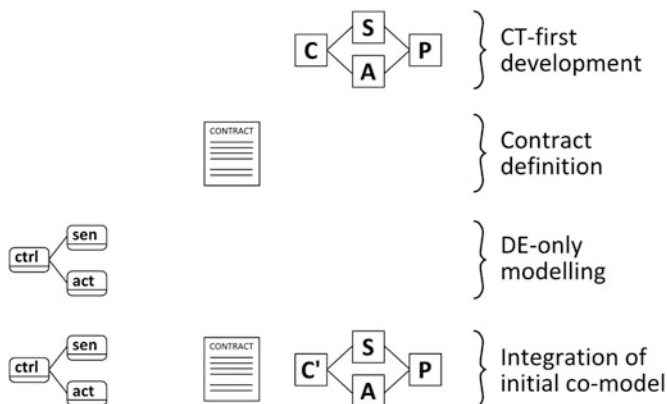 S
C P
A
CT-first
development
CONTRACT
Contract
definition
sen
ctrl
act
DE-only
modelling
sen
ctrl
act
CONTRACT
S
C' P
A
Integration of
initial co-model